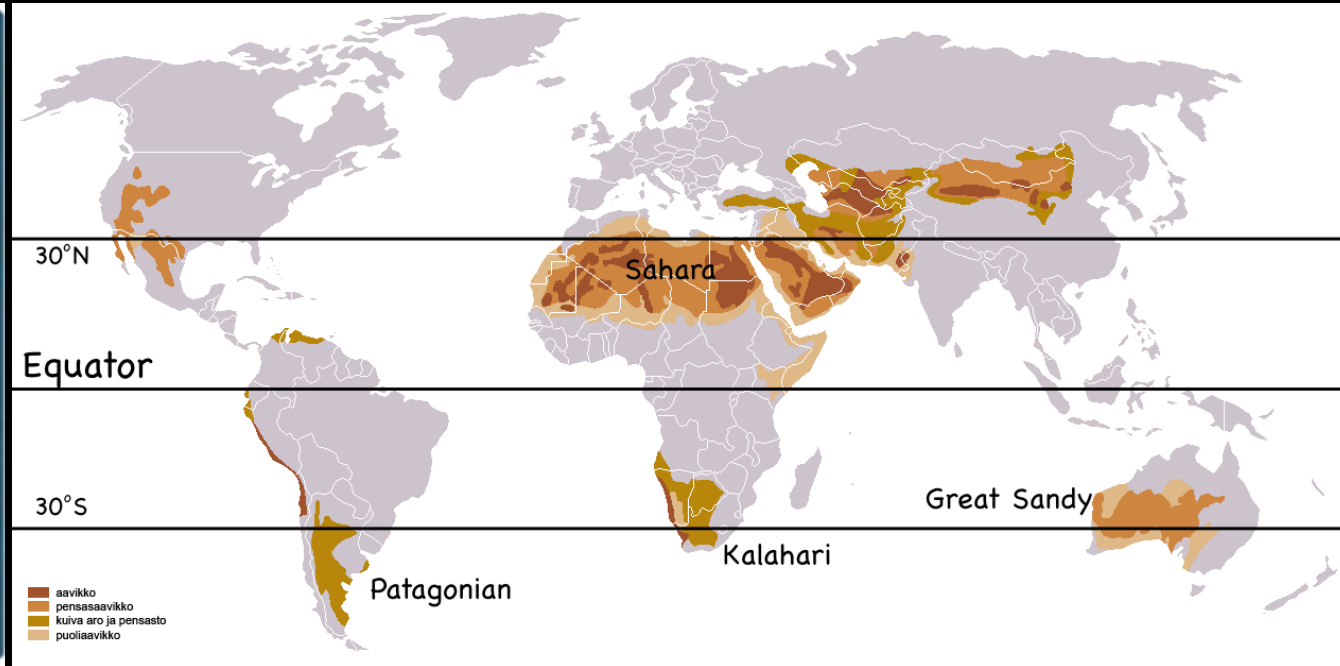 30°N
Sahara
Equator
30°S
Great Sandy
Kalahari
Patagonian
aavikko
pensasaavikko
kuiva aro ja pensasto
puoliaavikko